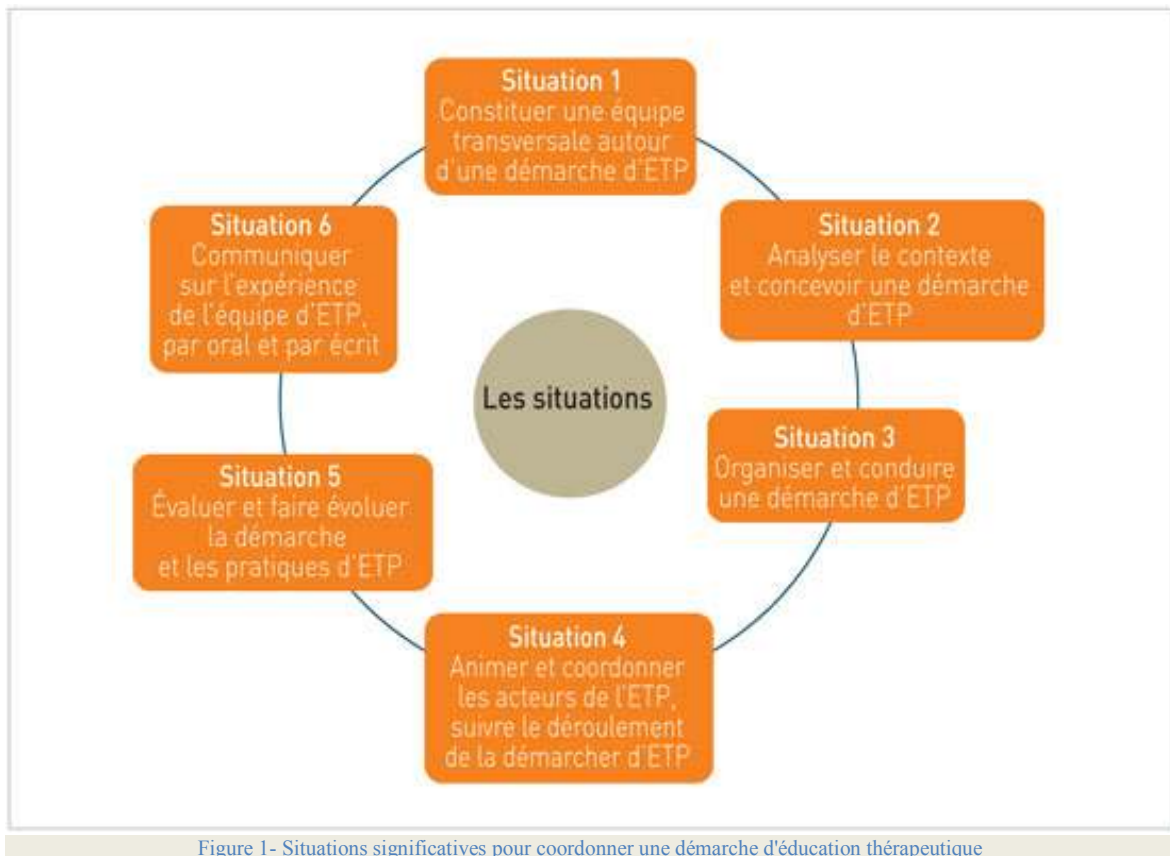 Situation 1
Constituer une équipe
transversale autour
d'une démarche d'ETP
Situation 2
Analyser le contexte
et concevoir une démarche
d'ETP
Situation 3
Organiser et conduire
une démarche d'ETP
Situation 4
Animer et coordonner
les acteurs de l'ETP,
suivre le déroulement
de la démarcher d'ETP
Situation 5
Évaluer et faire évoluer
la démarche
et les pratiques d'ETP
Situation 6
Communiquer
sur l'expérience
de l'équipe d'ETP,
par oral et par écrit
Les situations
Figure 1- Situations significatives pour coordonner une démarche d'éducation thérapeutique